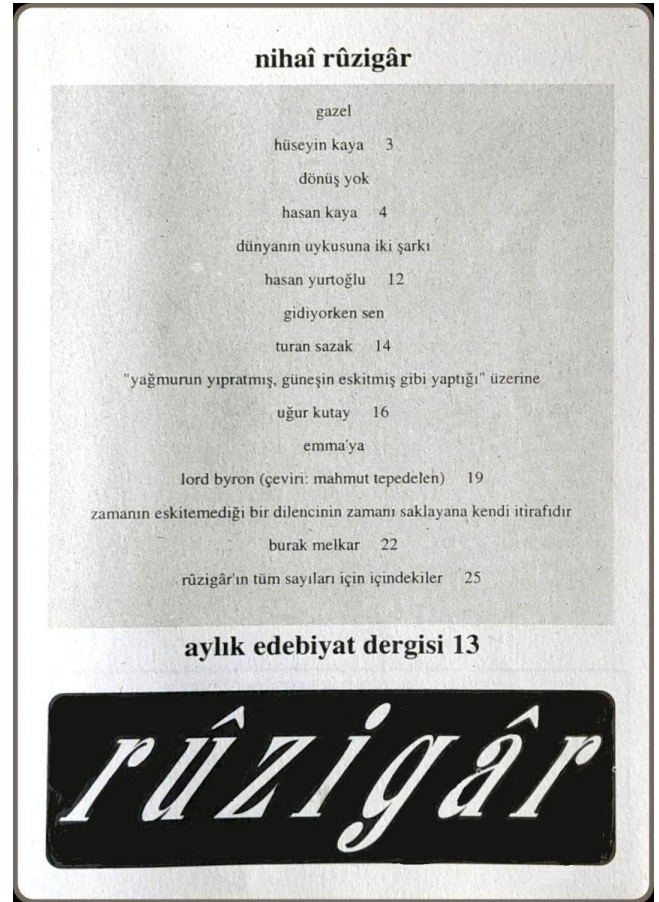 nihaî rûzigâr
gazel
hüseyin kaya 3
dönüş yok
hasan kaya 4
dünyanın uykusuna iki şarkı
hasan yurtoğlu 12
gidiyorken sen
turan sazak 14
"yağmurun yıpratmış, güneşin eskitmiş gibi yaptığı" üzerine
uğur kutay 16
emma'ya
lord byron (çeviri: mahmut tepedelen) 19
zamanın eskitemediği bir dilencinin zamanı saklayana kendi itirafıdır
burak melkar 22
rûzigâr'ın tüm sayıları için içindekiler 25
aylık edebiyat dergisi 13
rûzigâr